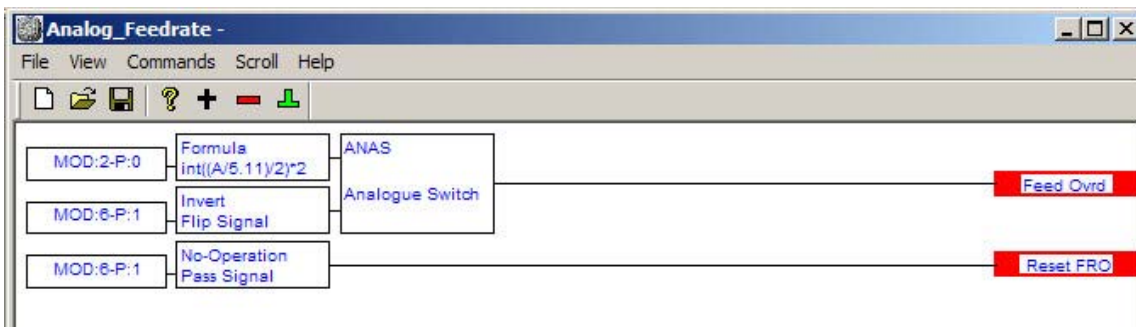 Analog_Feedrate -
File View Commands Scroll Help
MOD:2-P:0
Formula
int((A/5.11)/2)*2
ANAS
Analogue Switch
Feed Ovrd
MOD:6-P:1
Invert
Flip Signal
MOD:6-P:1
No-Operation
Pass Signal
Reset FRO